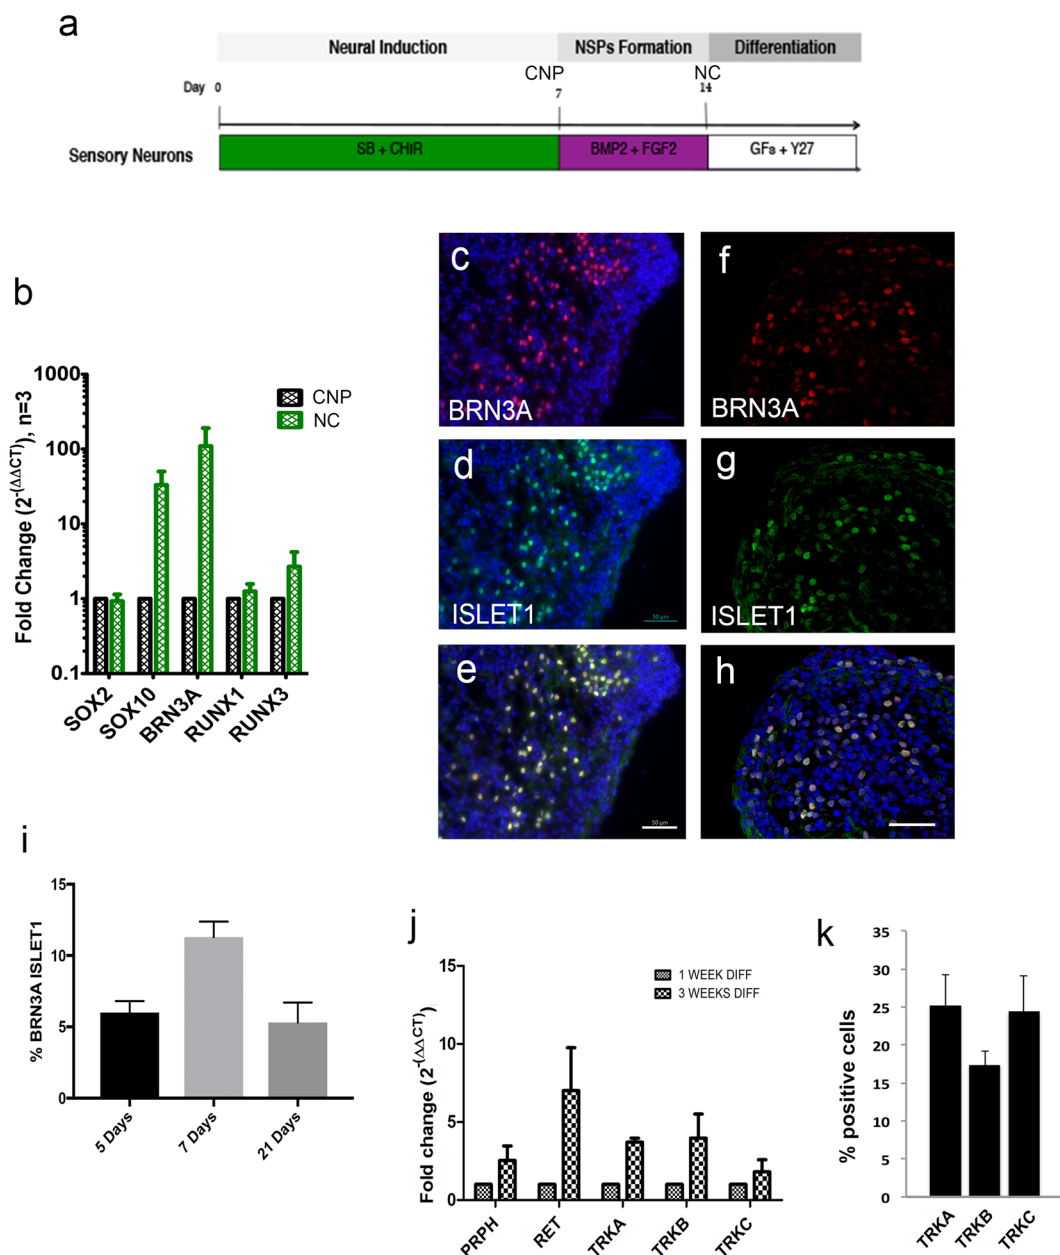 a
Neural Induction NSPs Formation Differentiation
CNP NC
Day 0 7 14
Sensory Neurons SB + CHIR BMP2 + FGF2 GFs + Y27
b
Fold Change (2-(ΔΔCT)), n=3
1000
100
10
1
0.1
CNP
NC
SOX2 SOX10 BRN3A RUNX1 RUNX3
c
BRN3A
f
BRN3A
d
ISLET1
50 µm
g
ISLET1
e
50 µm
h
i
% BRN3A ISLET1
15
10
5
0
5 Days 7 Days 21 Days
j
Fold change (2-(ΔΔCT)).
15
10
5
0
1 WEEK DIFF
3 WEEKS DIFF
PRPH RET TRKA TRKB TRKC
k
% positive cells
35
30
25
20
15
10
5
0
TRKA TRKB TRKC